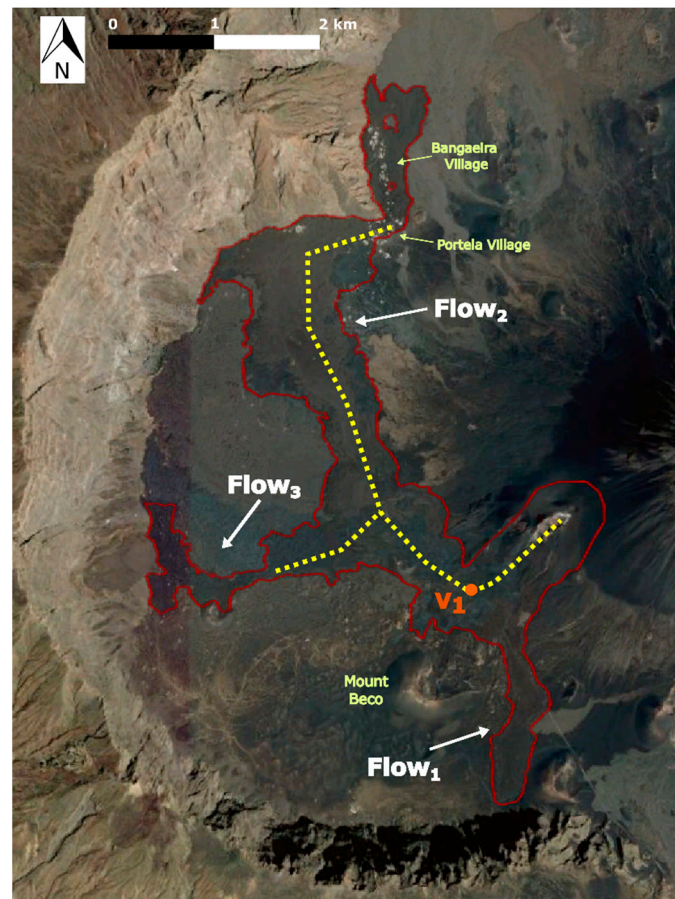 0 1 2 km
N
Bangaeira
Village
Portela Village
Flow2
Flow3
V1
Mount
Beco
Flow1